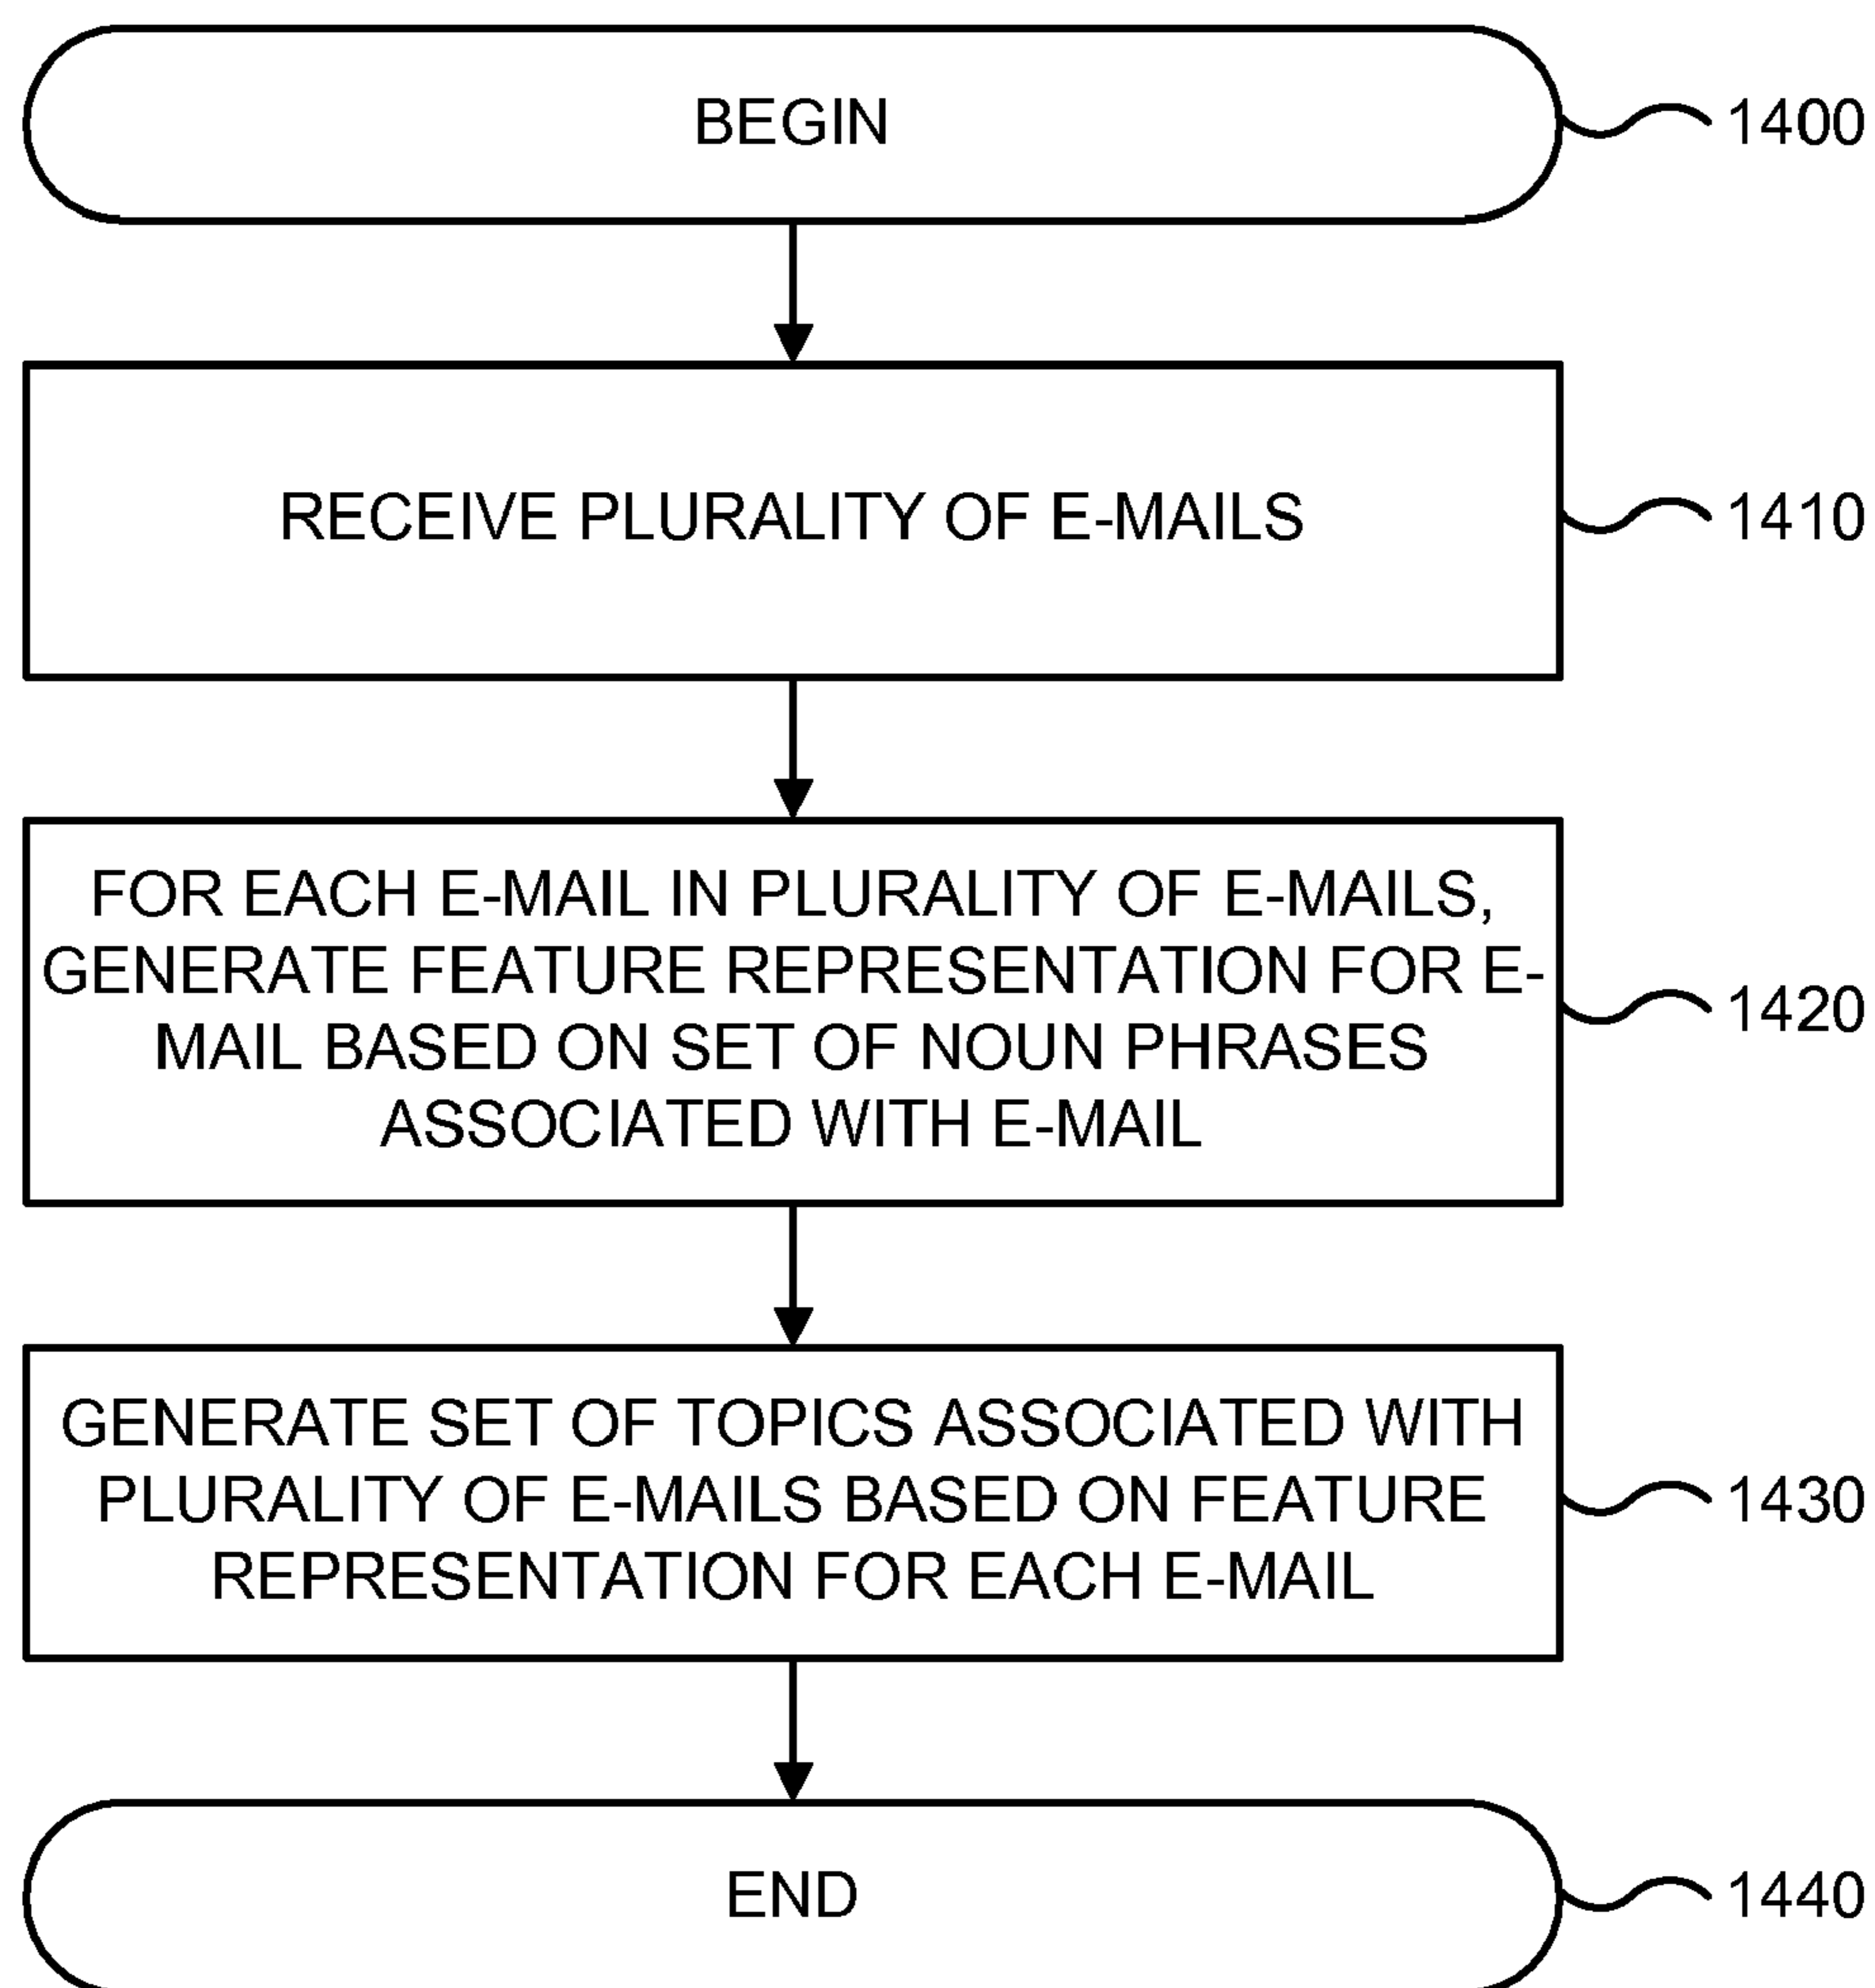 BEGIN
1400
RECEIVE PLURALITY OF E-MAILS
1410
FOR EACH E-MAIL IN PLURALITY OF E-MAILS,
GENERATE FEATURE REPRESENTATION FOR E-
MAIL BASED ON SET OF NOUN PHRASES
ASSOCIATED WITH E-MAIL
1420
GENERATE SET OF TOPICS ASSOCIATED WITH
PLURALITY OF E-MAILS BASED ON FEATURE
REPRESENTATION FOR EACH E-MAIL
1430
END
1440